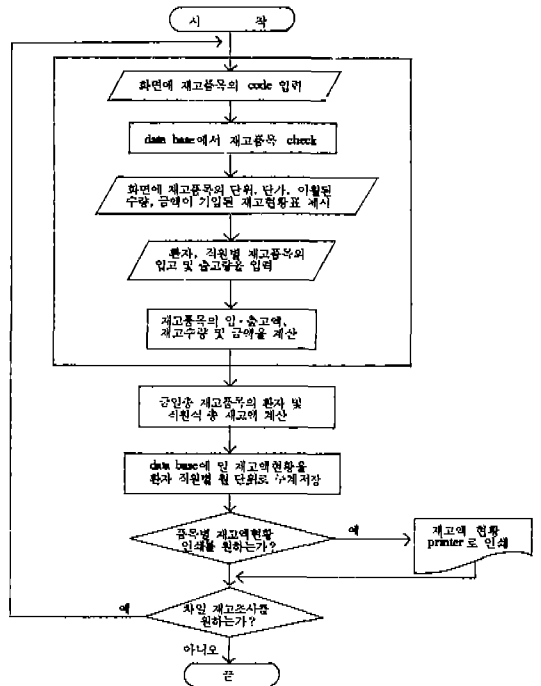 시 작
화면에 재고품목의 code 입력
data base에서 재고품목 check
화면에 재고품목의 단위, 단가, 이월된
수량, 금액이 기입된 재고현황표 제시
환자, 직원별 재고품목의
입고 및 출고량을 입력
재고품목의 입·출고액,
재고수량 및 금액을 계산
금일총 재고품목의 환자 및
직원식 총 재고액 계산
data base에 일 재고액현황을
환자 직원별 월 단위로 누계저장
품목별 재고액현황
인쇄를 원하는가?
예
재고액 현황
printer로 인쇄
차일 재고조사를
원하는가?
예
아니오
끝